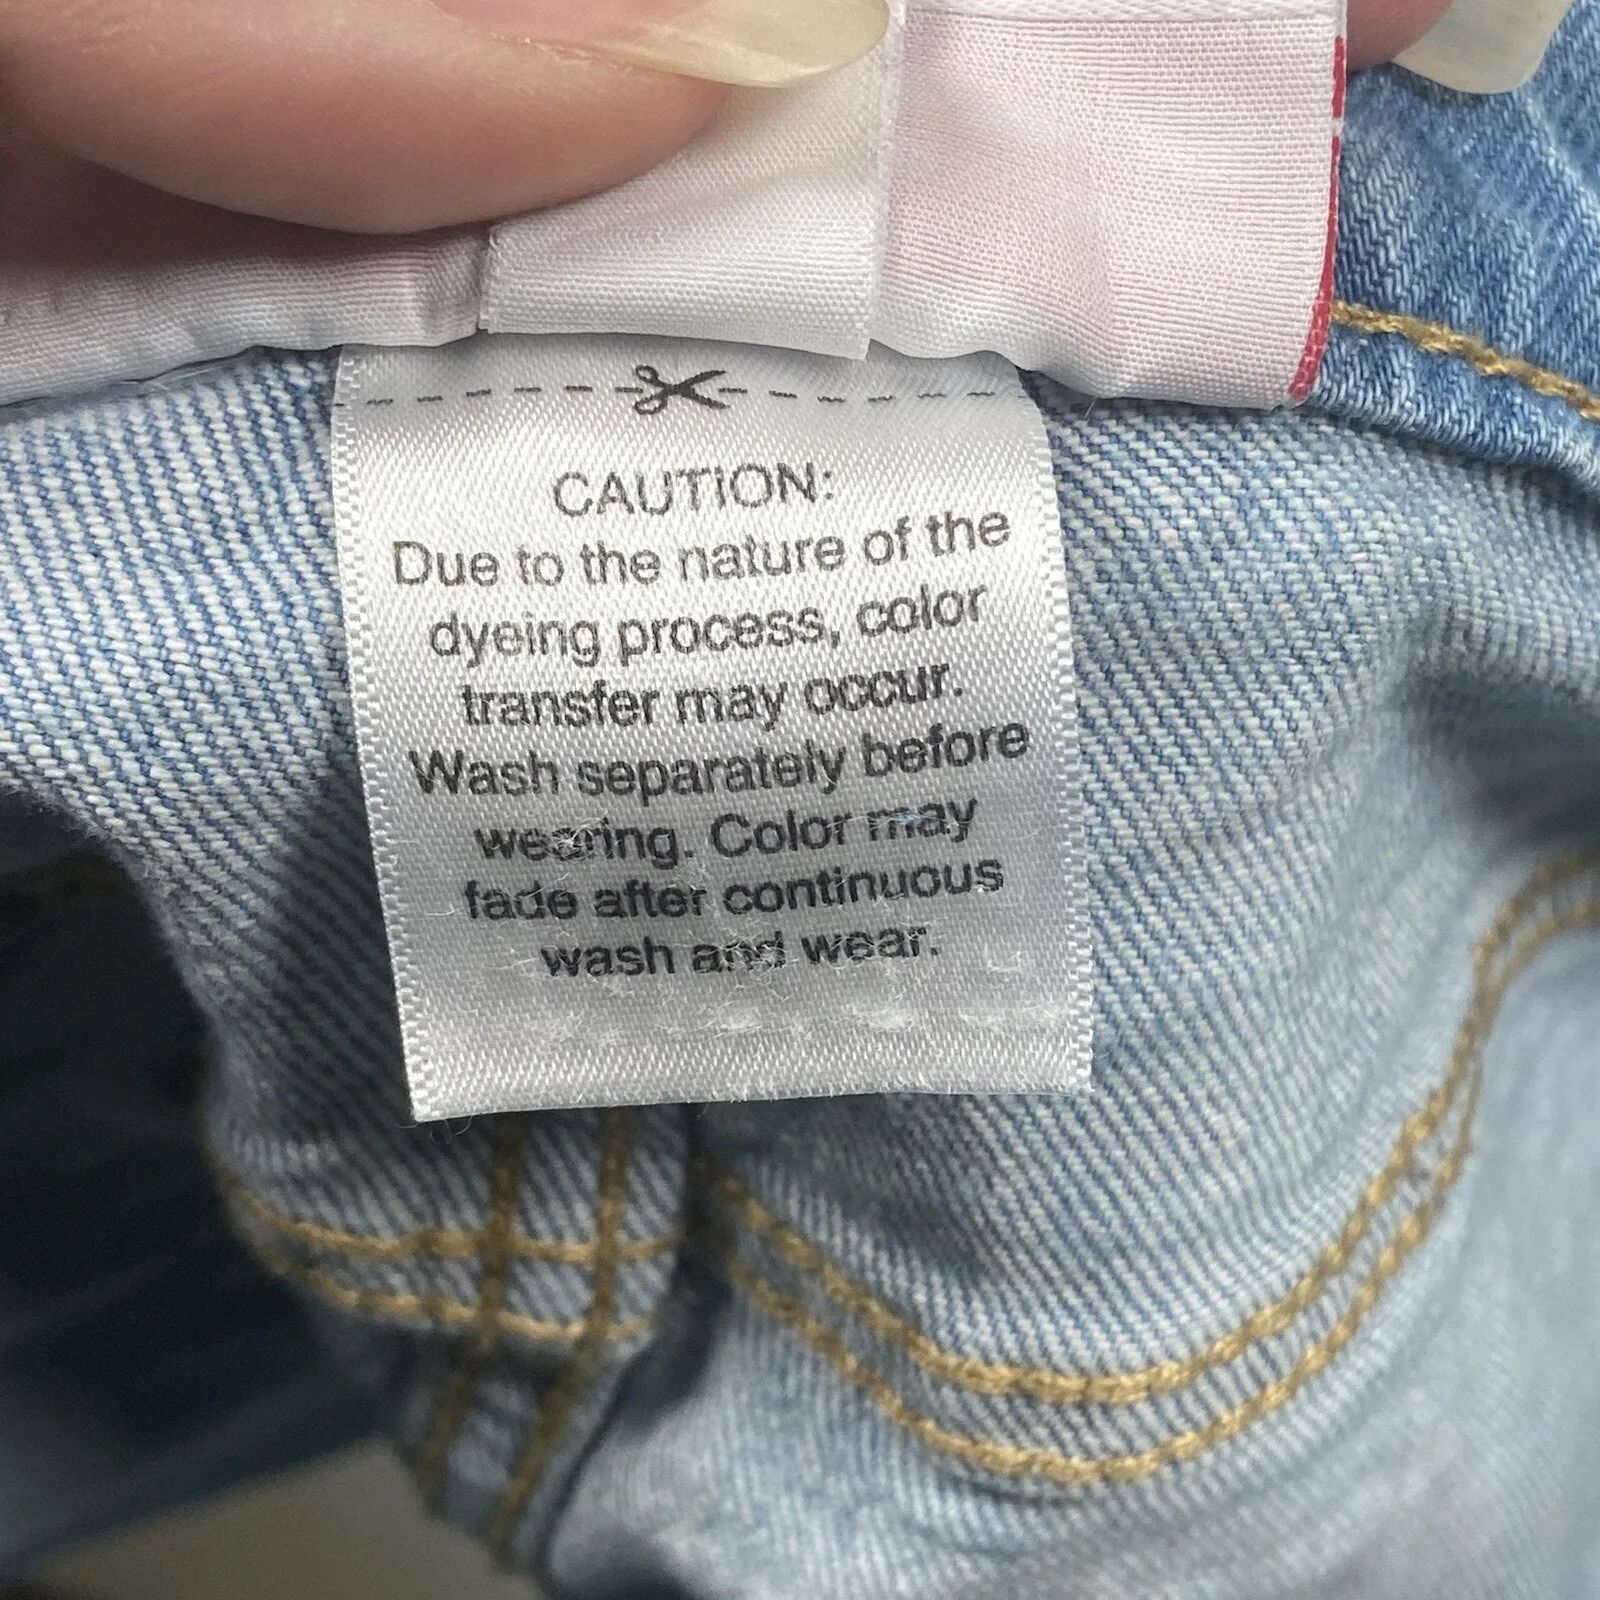 CAUTION:
Due to the nature of the
dyeing process, color
transfer may occur.
Wash separately before
wearing. Color may
fade after continuous
wash and wear.